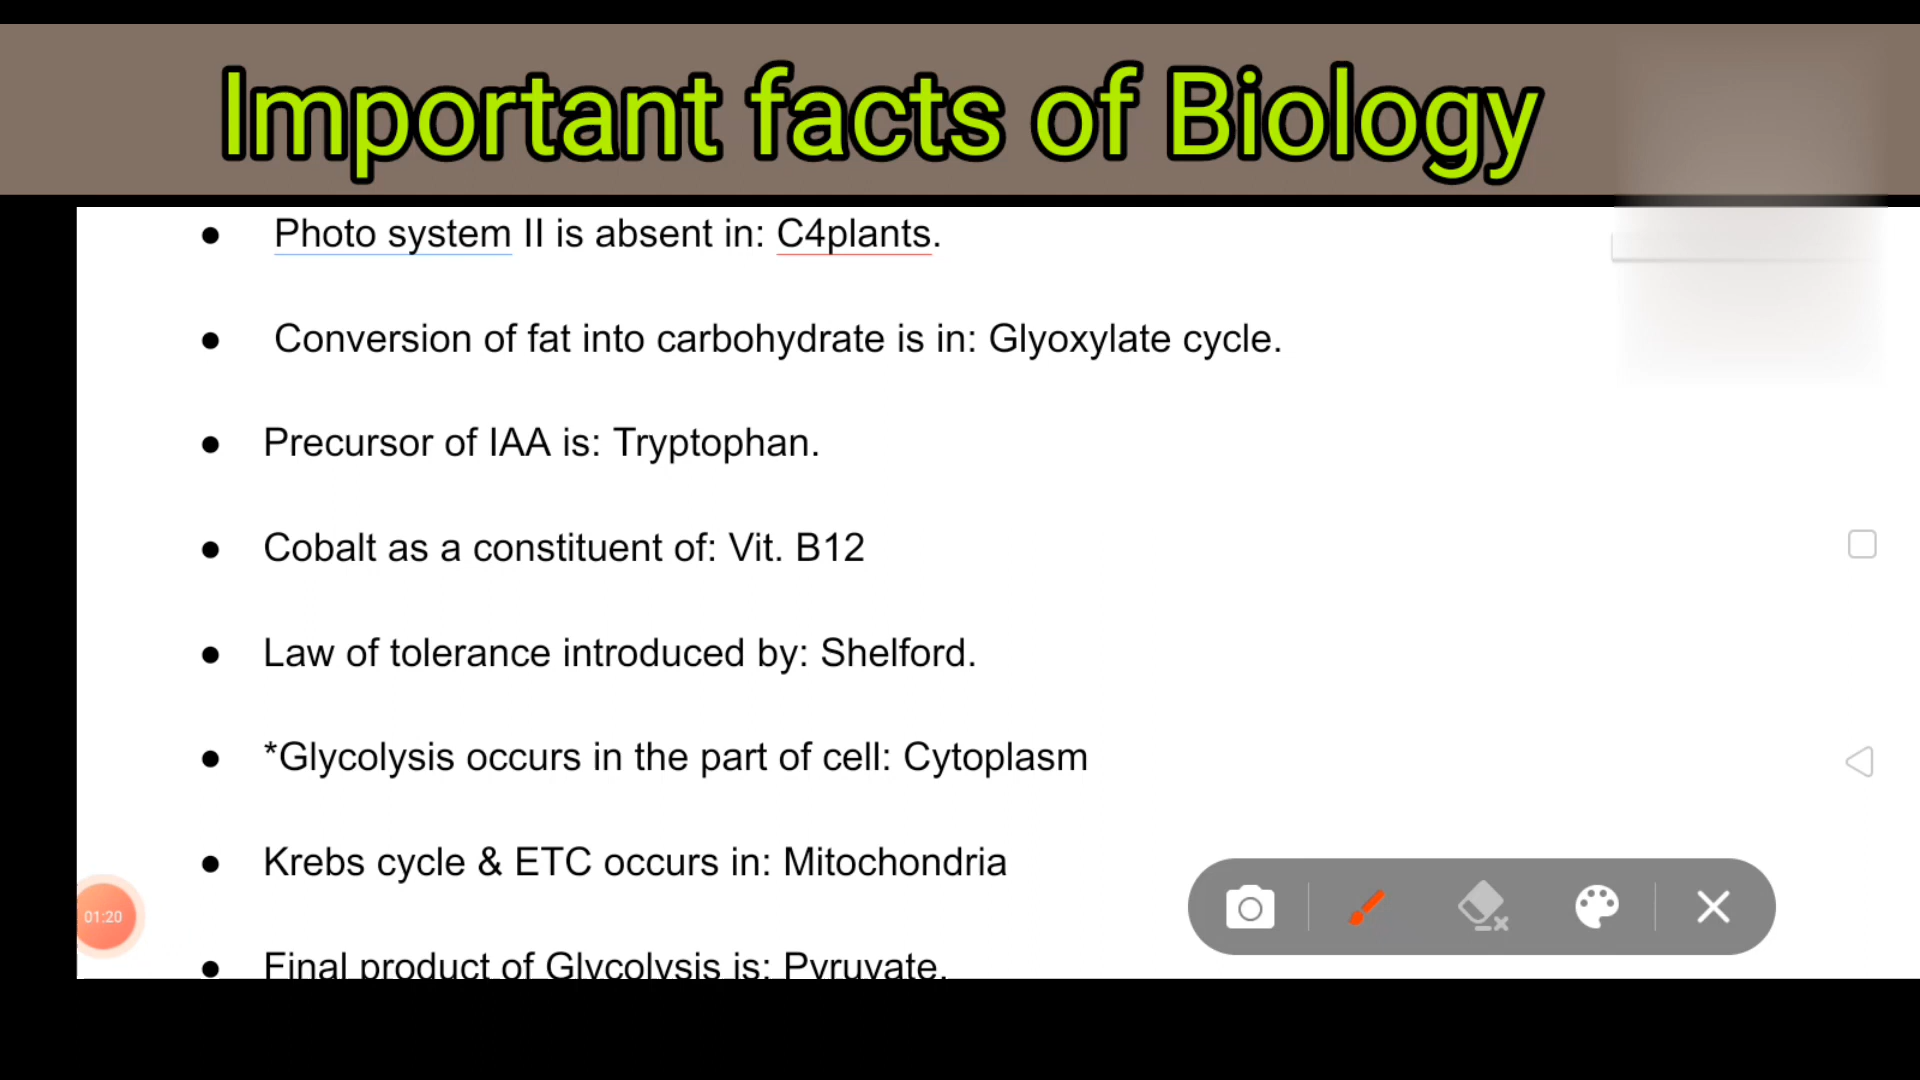 Important facts of Biology
● Photo system II is absent in: C4plants.
● Conversion of fat into carbohydrate is in: Glyoxylate cycle.
● Precursor of IAA is: Tryptophan.
● Cobalt as a constituent of: Vit. B12
● Law of tolerance introduced by: Shelford.
● *Glycolysis occurs in the part of cell: Cytoplasm
● Krebs cycle & ETC occurs in: Mitochondria
01:20
● Final product of Glycolysis is: Pyruvate.